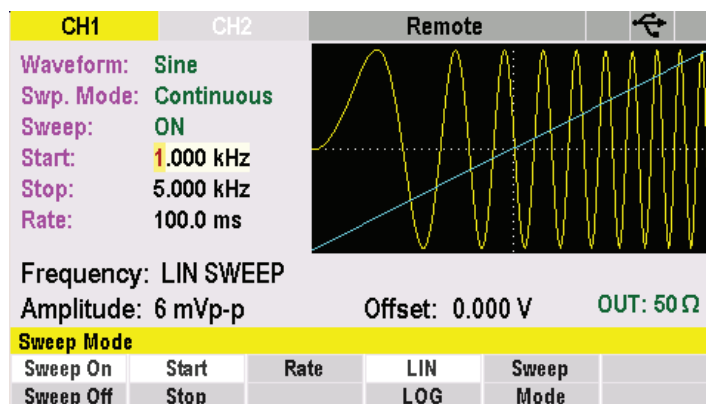 CH1 CH2 Remote
Waveform: Sine
Swp. Mode: Continuous
Sweep: ON
Start: 1.000 kHz
Stop: 5.000 kHz
Rate: 100.0 ms
Frequency: LIN SWEEP
Amplitude: 6 mVp-p Offset: 0.000 V OUT: 50 Ω
Sweep Mode
Sweep On Start Rate LIN Sweep
Sweep Off Stop LOG Mode